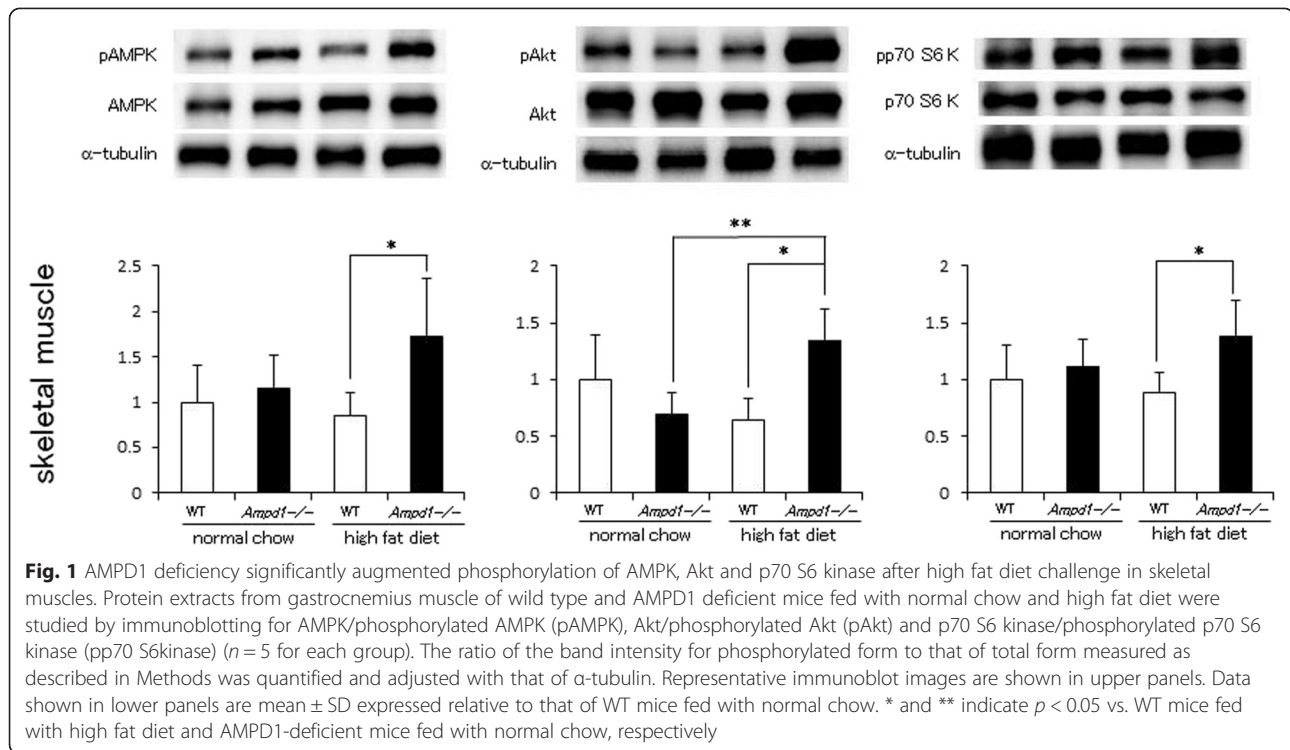 pAMPK
AMPK
α-tubulin
pAkt
Akt
α-tubulin
pp70 S6 K
p70 S6 K
α-tubulin
skeletal muscle
*
2.5
2
1.5
1
0.5
0
WT Ampd1−/− WT Ampd1−/−
normal chow high fat diet
**
*
2
1.5
1
0.5
0
WT Ampd1−/− WT Ampd1−/−
normal chow high fat diet
*
2
1.5
1
0.5
0
WT Ampd1−/− WT Ampd1−/−
normal chow high fat diet
Fig. 1 AMPD1 deficiency significantly augmented phosphorylation of AMPK, Akt and p70 S6 kinase after high fat diet challenge in skeletal
muscles. Protein extracts from gastrocnemius muscle of wild type and AMPD1 deficient mice fed with normal chow and high fat diet were
studied by immunoblotting for AMPK/phosphorylated AMPK (pAMPK), Akt/phosphorylated Akt (pAkt) and p70 S6 kinase/phosphorylated p70 S6
kinase (pp70 S6kinase) (n = 5 for each group). The ratio of the band intensity for phosphorylated form to that of total form measured as
described in Methods was quantified and adjusted with that of α-tubulin. Representative immunoblot images are shown in upper panels. Data
shown in lower panels are mean ± SD expressed relative to that of WT mice fed with normal chow. * and ** indicate p < 0.05 vs. WT mice fed
with high fat diet and AMPD1-deficient mice fed with normal chow, respectively